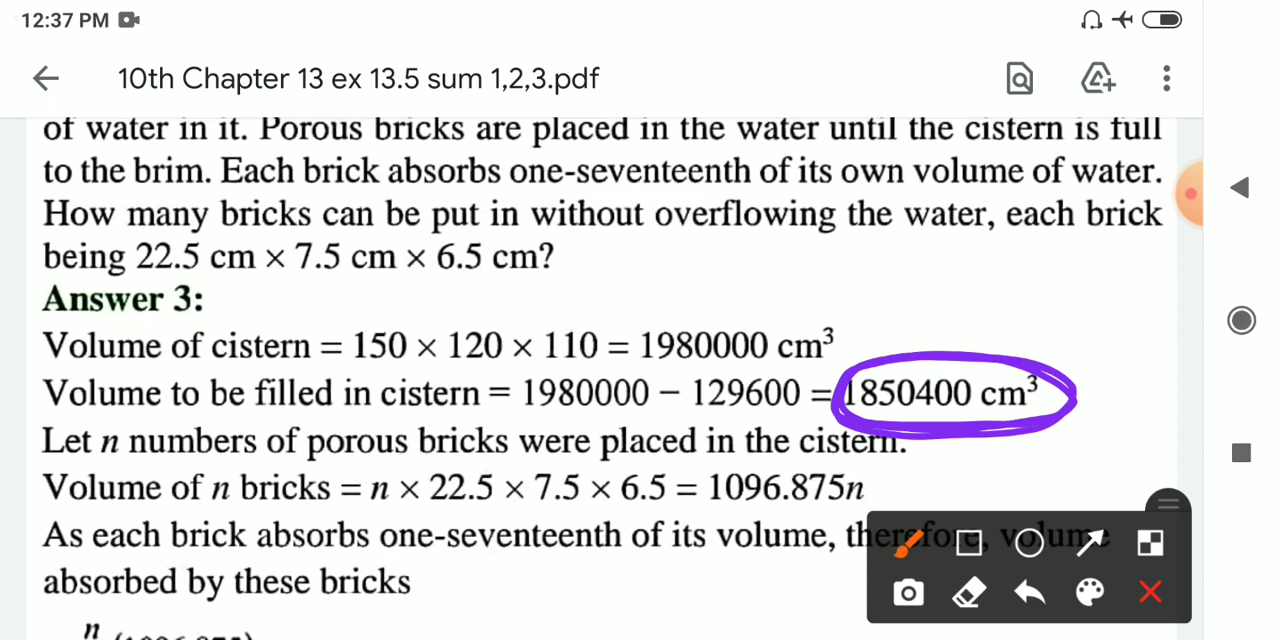 12:37 PM
10th Chapter 13 ex 13.5 sum 1,2,3.pdf
of water in it. Porous bricks are placed in the water until the cistern is full
to the brim. Each brick absorbs one-seventeenth of its own volume of water.
How many bricks can be put in without overflowing the water, each brick
being 22.5 cm × 7.5 cm × 6.5 cm?
Answer 3:
Volume of cistern = 150 × 120 × 110 = 1980000 cm³
Volume to be filled in cistern = 1980000 − 129600 = 1850400 cm³
Let n numbers of porous bricks were placed in the cistern.
Volume of n bricks = n × 22.5 × 7.5 × 6.5 = 1096.875n
As each brick absorbs one-seventeenth of its volume, therefore, volume
absorbed by these bricks
n